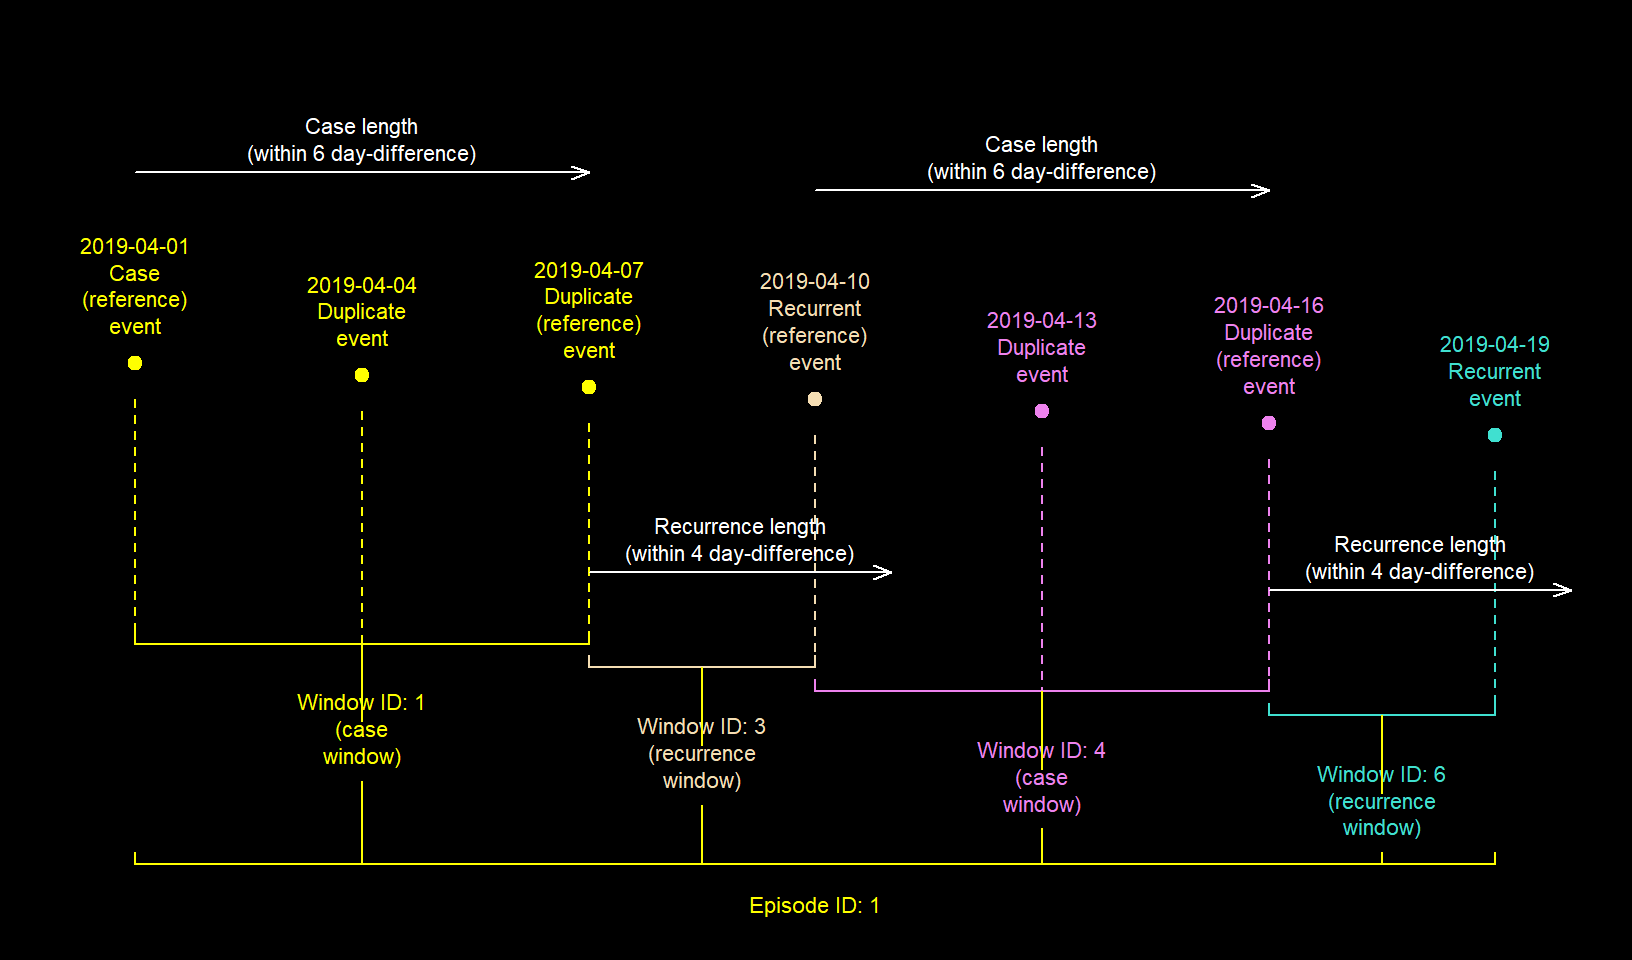 Case length
(within 6 day-difference)
Case length
(within 6 day-difference)
2019-04-01
Case
(reference)
event
2019-04-04
Duplicate
event
2019-04-07
Duplicate
(reference)
event
2019-04-10
Recurrent
(reference)
event
2019-04-13
Duplicate
event
2019-04-16
Duplicate
(reference)
event
2019-04-19
Recurrent
event
Recurrence length
(within 4 day-difference)
Recurrence length
(within 4 day-difference)
Window ID: 1
(case
window)
Window ID: 3
(recurrence
window)
Window ID: 4
(case
window)
Window ID: 6
(recurrence
window)
Episode ID: 1